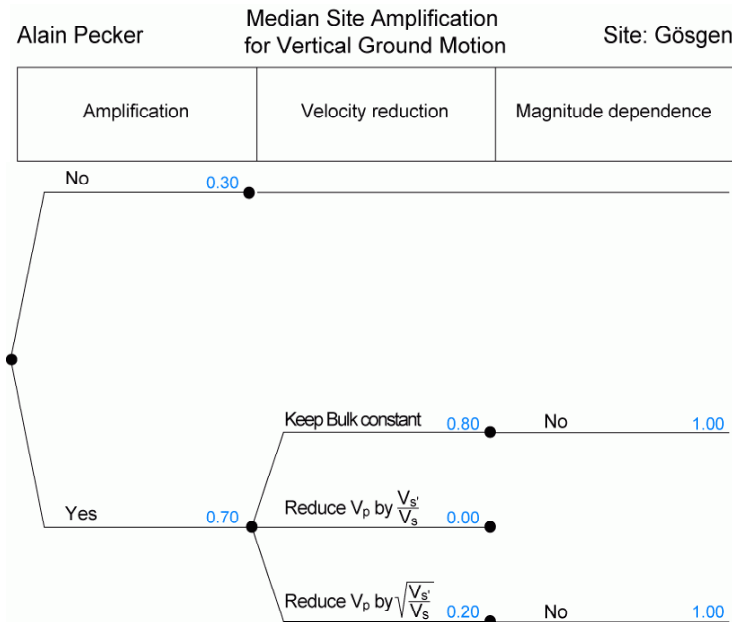 Alain Pecker
Median Site Amplification
for Vertical Ground Motion
Site: Gösgen
Amplification
Velocity reduction
Magnitude dependence
No
0.30
Keep Bulk constant
0.80
No
1.00
Yes
0.70
Reduce Vp by Vs'/Vs
0.00
Reduce Vp by √Vs'/Vs
0.20
No
1.00